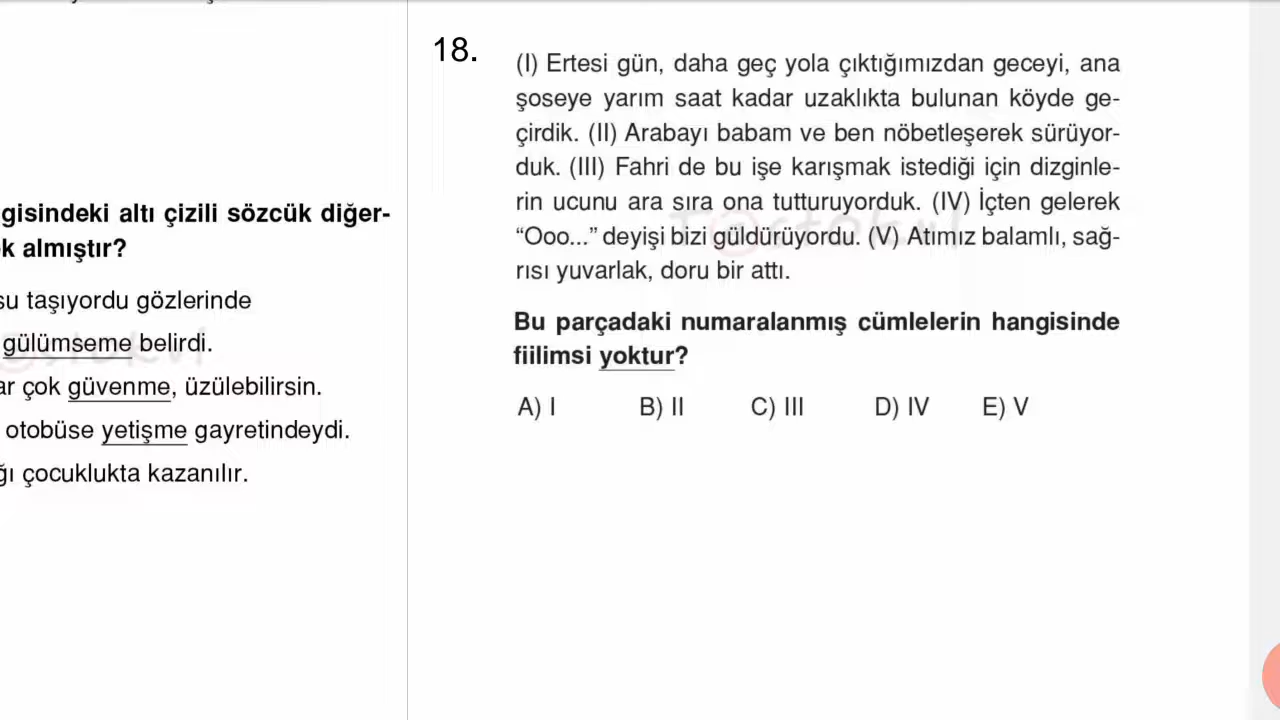 gisindeki altı çizili sözcük diğer-
k almıştır?
su taşıyordu gözlerinde
gülümseme belirdi.
ar çok güvenme, üzülebilirsin.
otobüse yetişme gayretindeydi.
ğı çocuklukta kazanılır.
18.
(I) Ertesi gün, daha geç yola çıktığımızdan geceyi, ana
şoseye yarım saat kadar uzaklıkta bulunan köyde ge-
çirdik. (II) Arabayı babam ve ben nöbetleşerek sürüyor-
duk. (III) Fahri de bu işe karışmak istediği için dizginle-
rin ucunu ara sıra ona tutturuyorduk. (IV) İçten gelerek
“Ooo...” deyişi bizi güldürüyordu. (V) Atımız balamlı, sağ-
rısı yuvarlak, doru bir attı.
Bu parçadaki numaralanmış cümlelerin hangisinde
fiilimsi yoktur?
A) I B) II C) III D) IV E) V